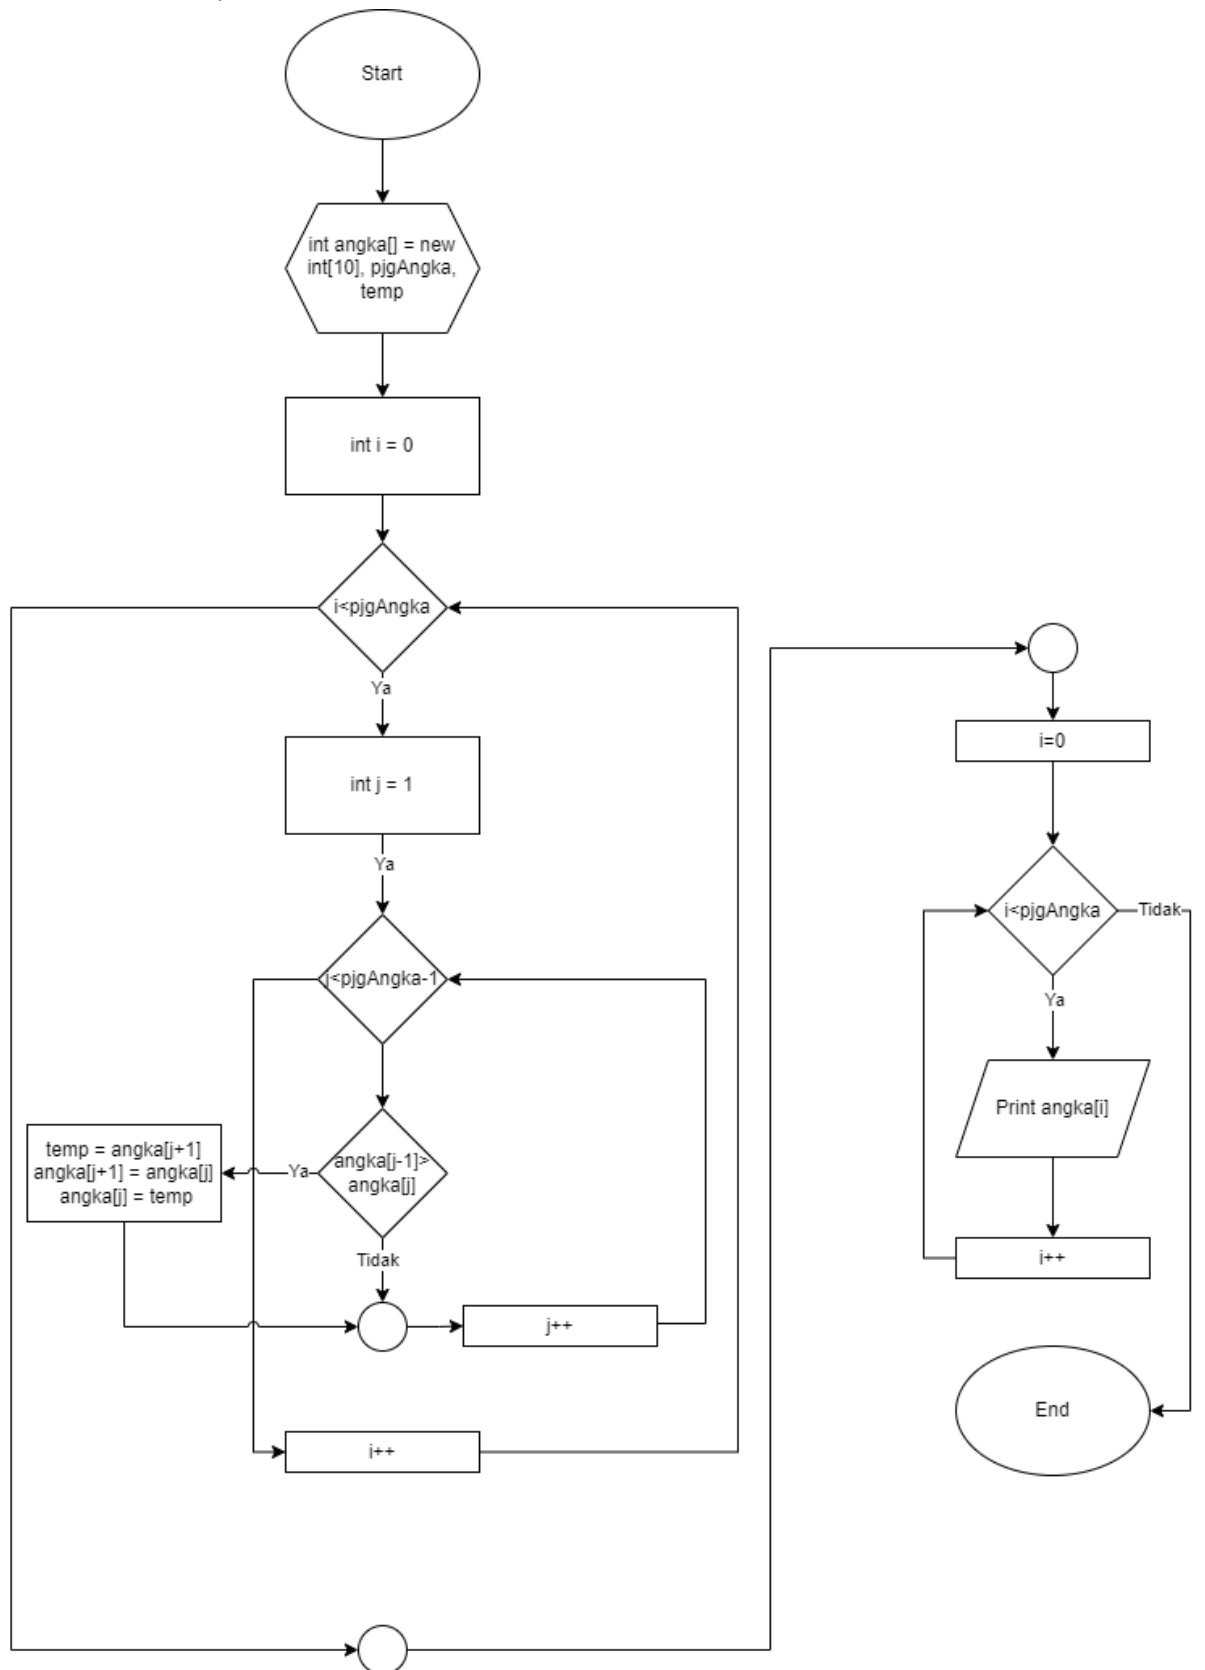 Start
int angka[] = new
int[10], pjgAngka,
temp
int i = 0
i<pjgAngka
Ya
int j = 1
Ya
j<pjgAngka-1
angka[j-1]>
angka[j]
Ya
temp = angka[j+1]
angka[j+1] = angka[j]
angka[j] = temp
Tidak
j++
i++
i=0
i<pjgAngka
Tidak
Ya
Print angka[i]
i++
End